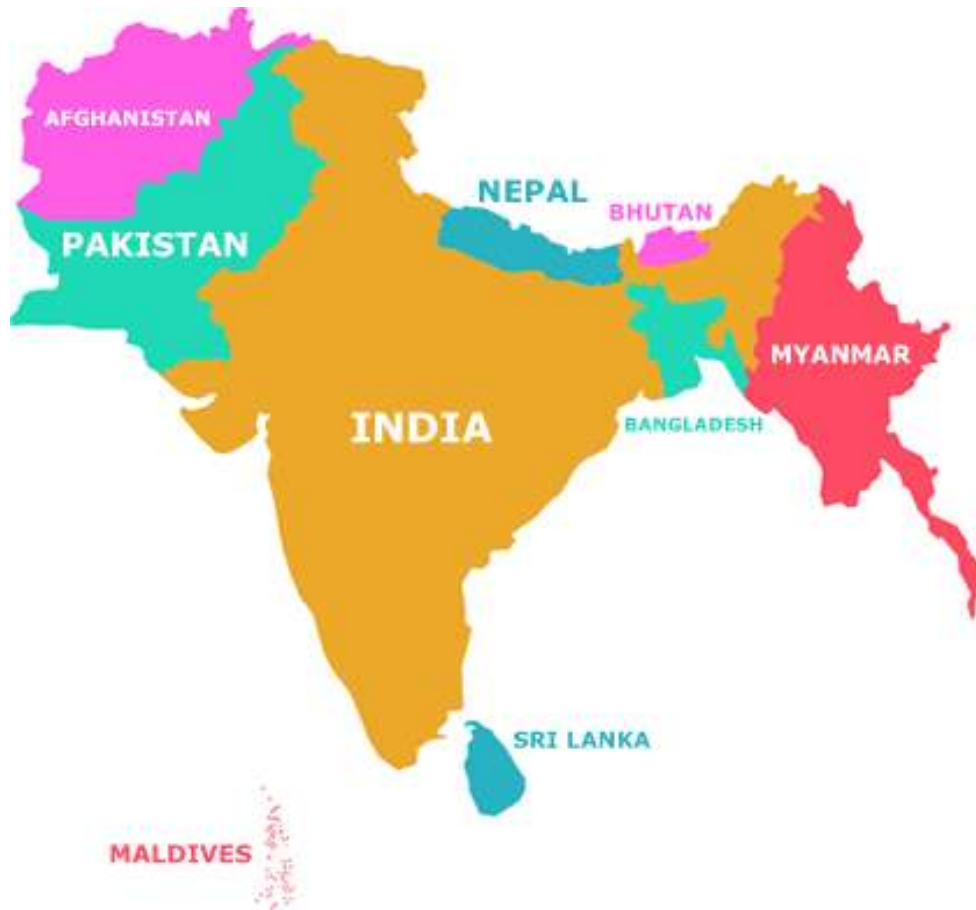 AFGHANISTAN
NEPAL
BHUTAN
PAKISTAN
MYANMAR
INDIA
BANGLADESH
SRI LANKA
MALDIVES